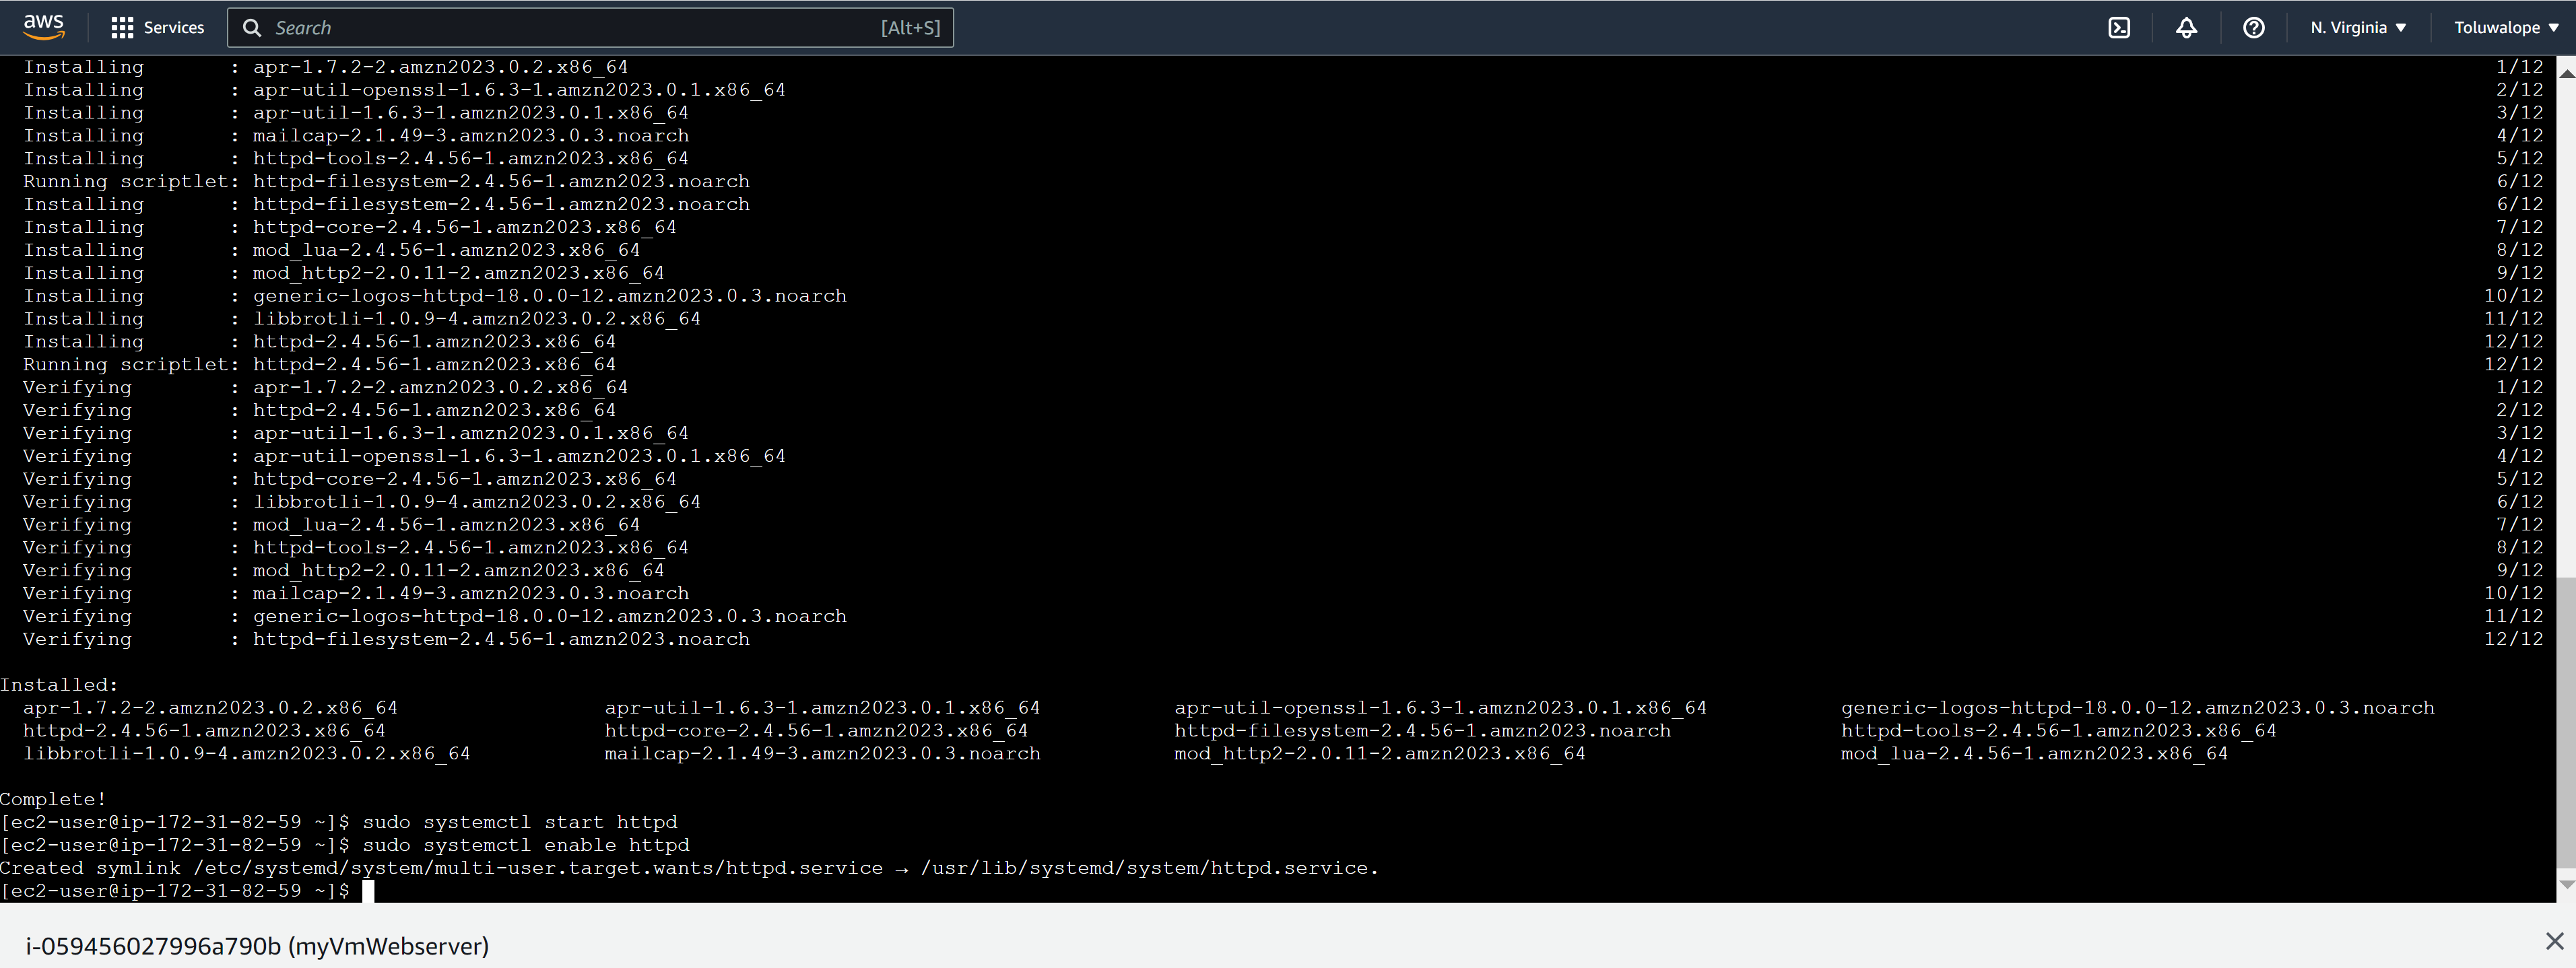 aws Services Search [Alt+S] N. Virginia Toluwalope
Installing : apr-1.7.2-2.amzn2023.0.2.x86_64 1/12
Installing : apr-util-openssl-1.6.3-1.amzn2023.0.1.x86_64 2/12
Installing : apr-util-1.6.3-1.amzn2023.0.1.x86_64 3/12
Installing : mailcap-2.1.49-3.amzn2023.0.3.noarch 4/12
Installing : httpd-tools-2.4.56-1.amzn2023.x86_64 5/12
Running scriptlet: httpd-filesystem-2.4.56-1.amzn2023.noarch 6/12
Installing : httpd-filesystem-2.4.56-1.amzn2023.noarch 6/12
Installing : httpd-core-2.4.56-1.amzn2023.x86_64 7/12
Installing : mod_lua-2.4.56-1.amzn2023.x86_64 8/12
Installing : mod_http2-2.0.11-2.amzn2023.x86_64 9/12
Installing : generic-logos-httpd-18.0.0-12.amzn2023.0.3.noarch 10/12
Installing : libbrotli-1.0.9-4.amzn2023.0.2.x86_64 11/12
Installing : httpd-2.4.56-1.amzn2023.x86_64 12/12
Running scriptlet: httpd-2.4.56-1.amzn2023.x86_64 12/12
Verifying : apr-1.7.2-2.amzn2023.0.2.x86_64 1/12
Verifying : httpd-2.4.56-1.amzn2023.x86_64 2/12
Verifying : apr-util-1.6.3-1.amzn2023.0.1.x86_64 3/12
Verifying : apr-util-openssl-1.6.3-1.amzn2023.0.1.x86_64 4/12
Verifying : httpd-core-2.4.56-1.amzn2023.x86_64 5/12
Verifying : libbrotli-1.0.9-4.amzn2023.0.2.x86_64 6/12
Verifying : mod_lua-2.4.56-1.amzn2023.x86_64 7/12
Verifying : httpd-tools-2.4.56-1.amzn2023.x86_64 8/12
Verifying : mod_http2-2.0.11-2.amzn2023.x86_64 9/12
Verifying : mailcap-2.1.49-3.amzn2023.0.3.noarch 10/12
Verifying : generic-logos-httpd-18.0.0-12.amzn2023.0.3.noarch 11/12
Verifying : httpd-filesystem-2.4.56-1.amzn2023.noarch 12/12
Installed:
apr-1.7.2-2.amzn2023.0.2.x86_64 apr-util-1.6.3-1.amzn2023.0.1.x86_64 apr-util-openssl-1.6.3-1.amzn2023.0.1.x86_64 generic-logos-httpd-18.0.0-12.amzn2023.0.3.noarch
httpd-2.4.56-1.amzn2023.x86_64 httpd-core-2.4.56-1.amzn2023.x86_64 httpd-filesystem-2.4.56-1.amzn2023.noarch httpd-tools-2.4.56-1.amzn2023.x86_64
libbrotli-1.0.9-4.amzn2023.0.2.x86_64 mailcap-2.1.49-3.amzn2023.0.3.noarch mod_http2-2.0.11-2.amzn2023.x86_64 mod_lua-2.4.56-1.amzn2023.x86_64
Complete!
[ec2-user@ip-172-31-82-59 ~]$ sudo systemctl start httpd
[ec2-user@ip-172-31-82-59 ~]$ sudo systemctl enable httpd
Created symlink /etc/systemd/system/multi-user.target.wants/httpd.service → /usr/lib/systemd/system/httpd.service.
[ec2-user@ip-172-31-82-59 ~]$
i-059456027996a790b (myVmWebserver)